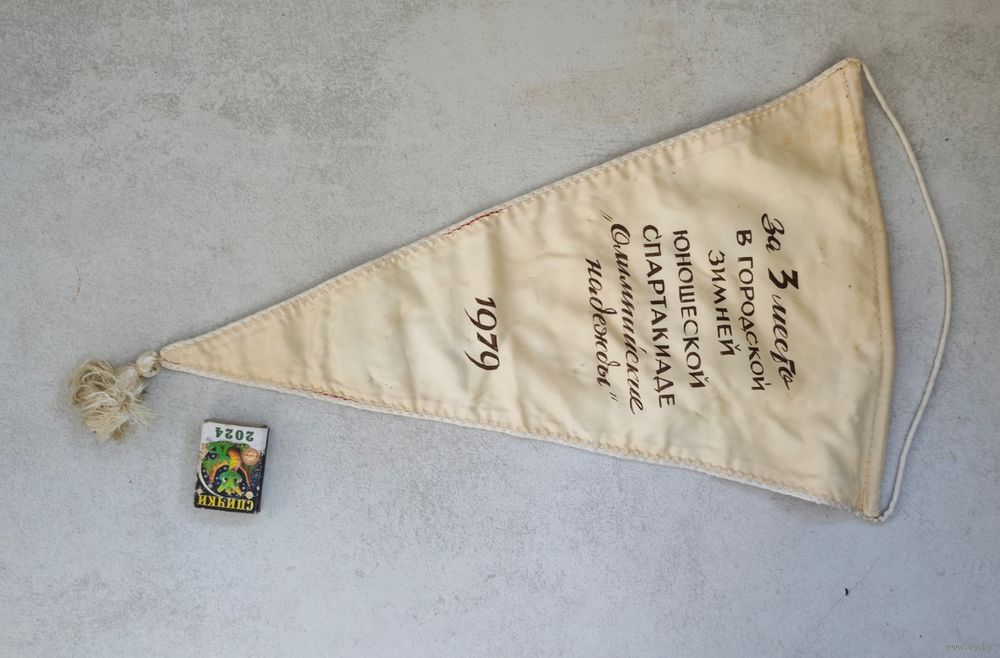 За 3 место
В ГОРОДСКОЙ
ЗИМНЕЙ
ЮНОШЕСКОЙ
СПАРТАКИАДЕ
"Олимпийские
надежды"
1979
СПИЧКИ
2024
www.ay.by